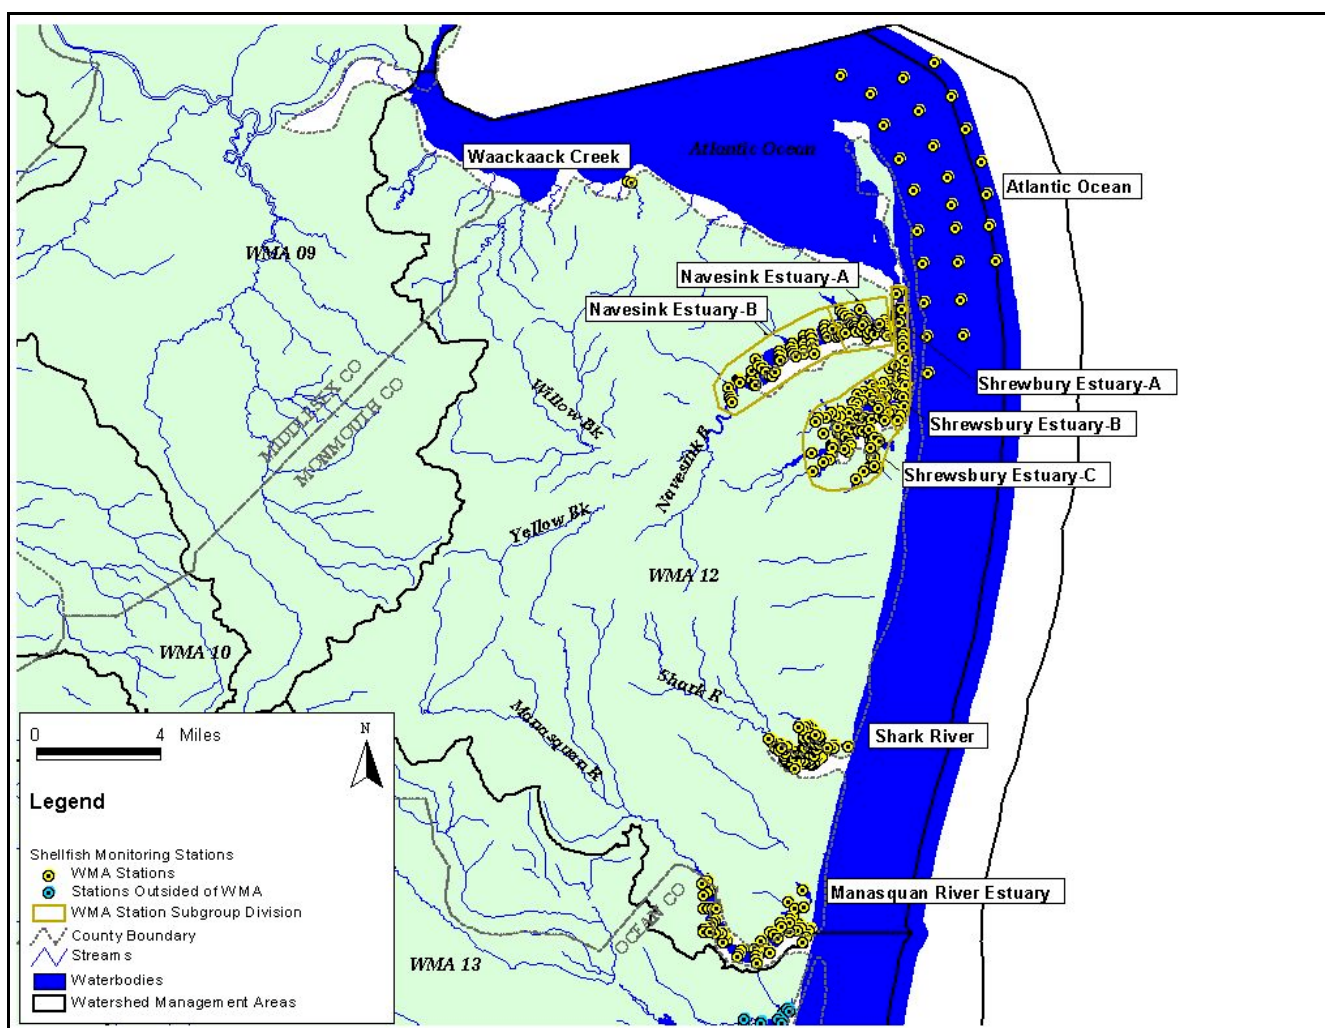 Waackaack Creek
Atlantic Ocean
Atlantic Ocean
WMA 09
Navesink Estuary-A
Navesink Estuary-B
MIDDLESEX CO
MONMOUTH CO
Willow Bk
Shrewbury Estuary-A
Shrewsbury Estuary-B
Navesink R
Shrewsbury Estuary-C
Yellow Bk
WMA 12
WMA 10
Shark R
Manasquan R
Shark River
0 4 Miles
N
Legend
Shellfish Monitoring Stations
WMA Stations
Stations Outsided of WMA
WMA Station Subgroup Division
County Boundary
Streams
Waterbodies
Watershed Management Areas
Manasquan River Estuary
OCEAN CO
WMA 13